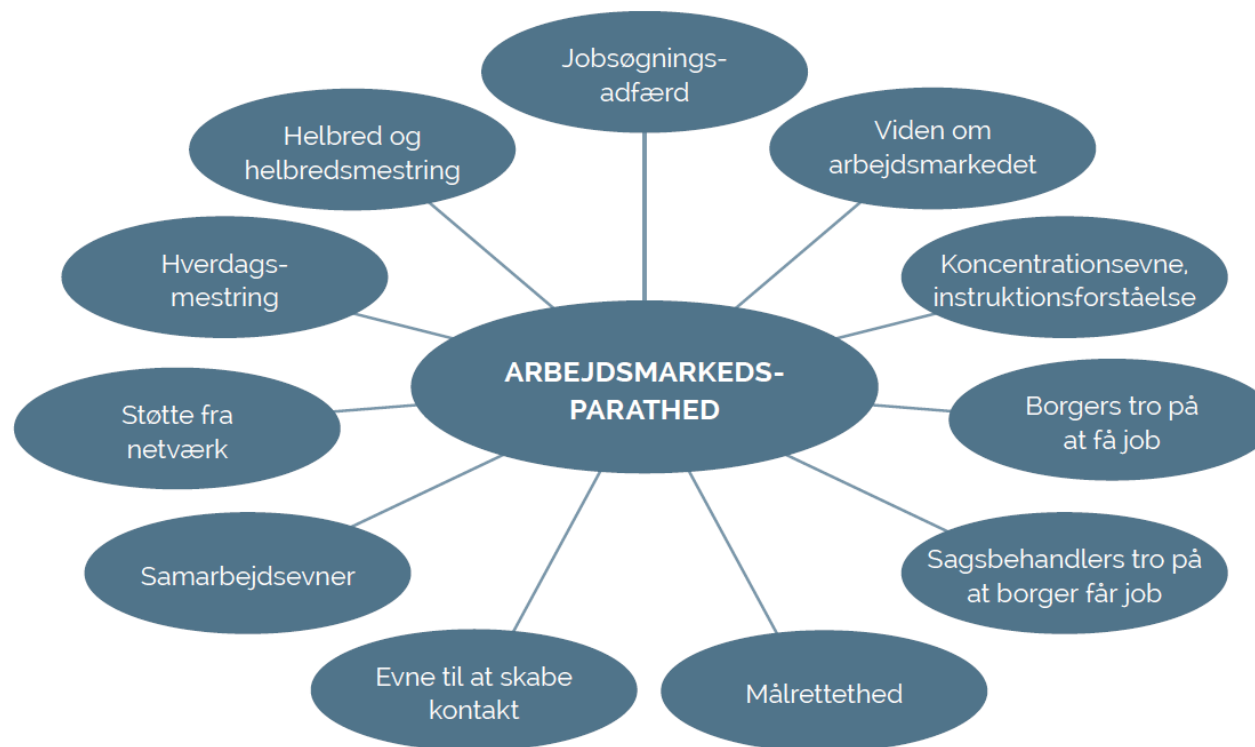 Jobsøgnings-
adfærd
Viden om
arbejdsmarkedet
Koncentrationsevne,
instruktionsforståelse
Borgers tro på
at få job
Sagsbehandlers tro på
at borger får job
Målrettethed
Evne til at skabe
kontakt
Samarbejdsevner
Støtte fra
netværk
Hverdags-
mestring
Helbred og
helbredsmestring
ARBEJDSMARKEDS-
PARATHED